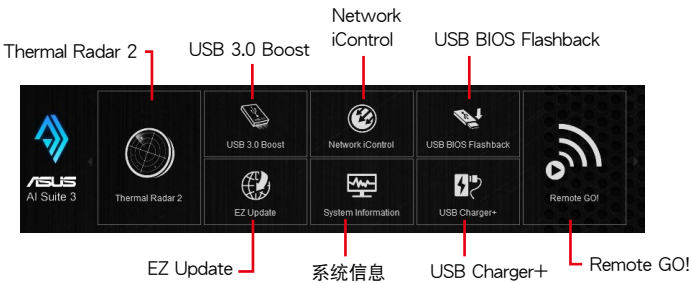 Network
iControl
Thermal Radar 2
USB 3.0 Boost
USB BIOS Flashback
ASUS
AI Suite 3
Thermal Radar 2
USB 3.0 Boost
Network iControl
USB BIOS Flashback
EZ Update
System Information
USB Charger+
Remote GO!
EZ Update
系统信息
USB Charger+
Remote GO!